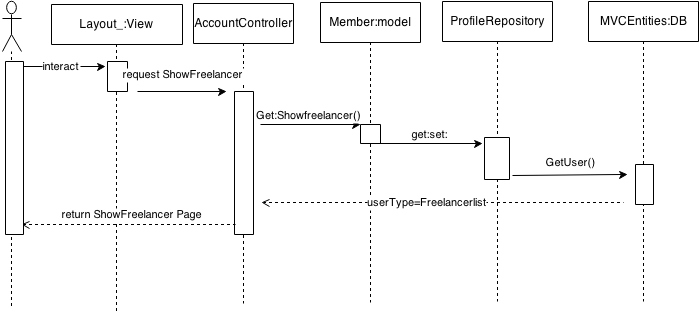 Layout_:View
AccountController
Member:model
ProfileRepository
MVCEntities:DB
interact
request ShowFreelancer
Get:Showfreelancer()
get:set:
GetUser()
userType=Freelancerlist
return ShowFreelancer Page